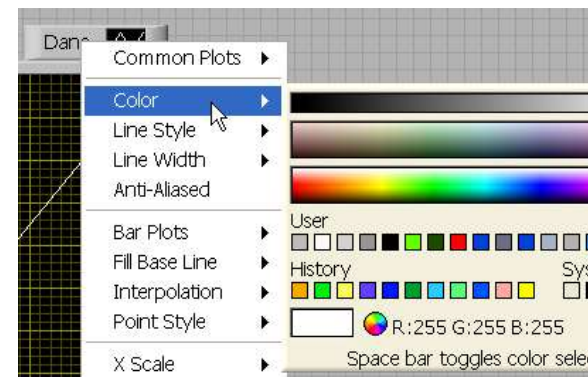 Common Plots
Color
Line Style
Line Width
Anti-Aliased
Bar Plots
Fill Base Line
Interpolation
Point Style
X Scale
User
History
R:255 G:255 B:255
Space bar toggles color